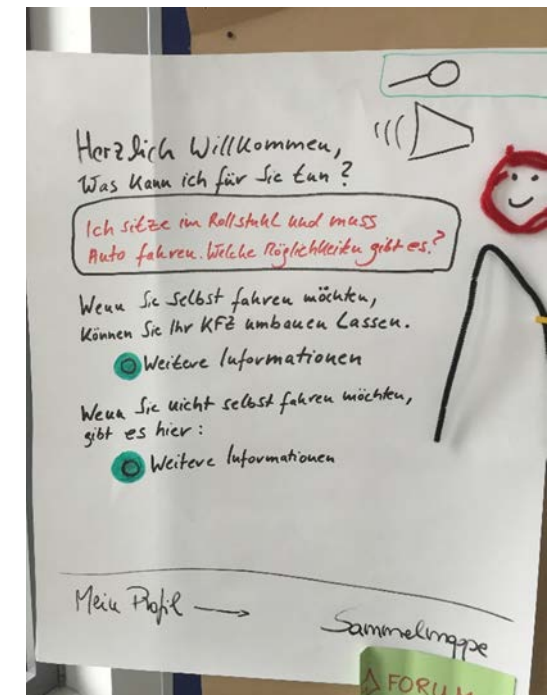 Herzlich Willkommen,
Was kann ich für Sie tun?
Ich sitze im Rollstuhl und muss
Auto fahren. Welche Möglichkeiten gibt es?
Wenn Sie selbst fahren möchten,
können Sie Ihr KFZ umbauen lassen.
Weitere Informationen
Wenn Sie nicht selbst fahren möchten,
gibt es hier:
Weitere Informationen
Mein Profil →
Sammelmappe
FORUM